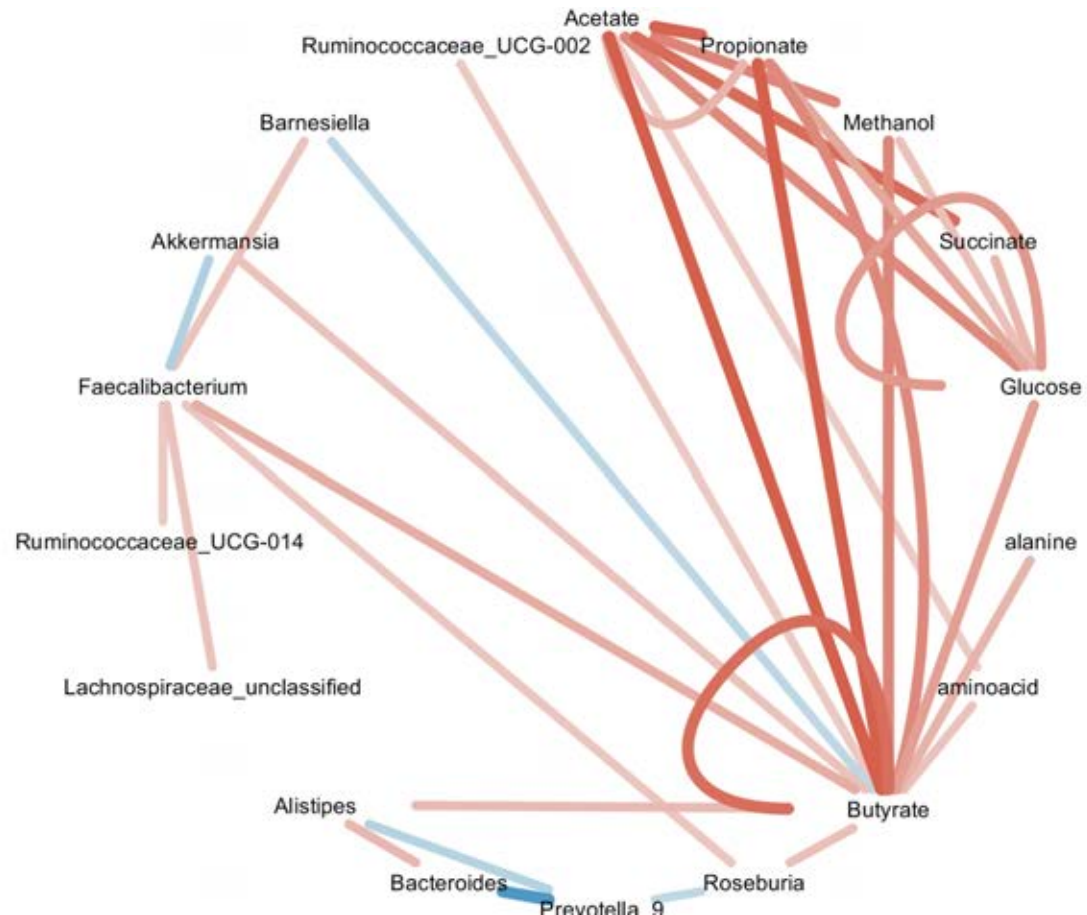 Acetate
Ruminococcaceae_UCG-002
Propionate
Barnesiella
Methanol
Akkermansia
Succinate
Faecalibacterium
Glucose
Ruminococcaceae_UCG-014
alanine
Lachnospiraceae_unclassified
aminoacid
Alistipes
Butyrate
Bacteroides
Roseburia
Prevotella_9